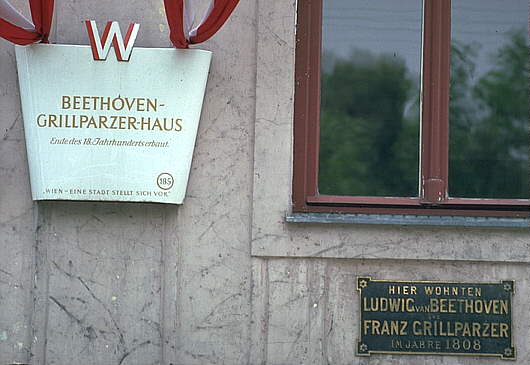 W
BEETHOVEN-
GRILLPARZER-HAUS
Ende des 18. Jahrhunderts erbaut.
185
"WIEN – EINE STADT STELLT SICH VOR"
HIER WOHNTEN
LUDWIG VAN BEETHOVEN
UND
FRANZ GRILLPARZER
IM JAHRE 1808